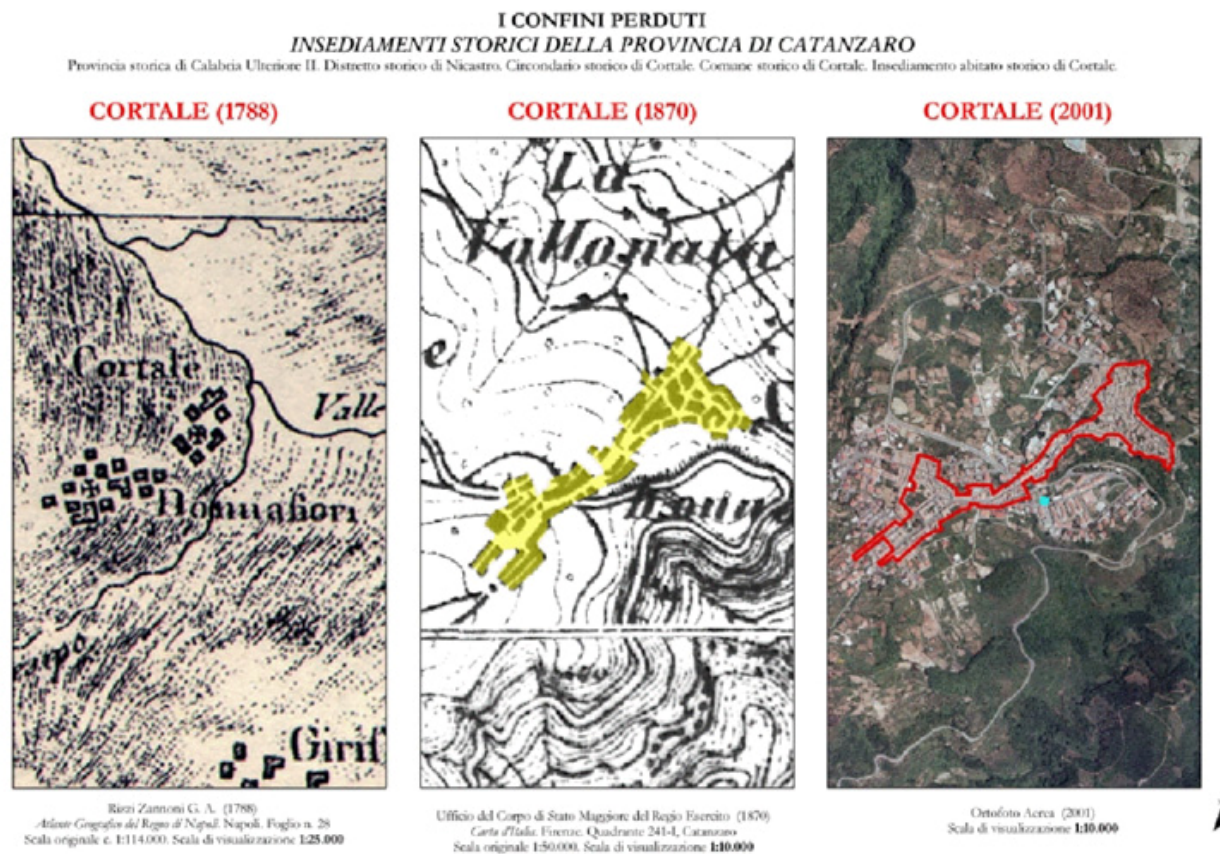 I CONFINI PERDUTI
INSEDIAMENTI STORICI DELLA PROVINCIA DI CATANZARO
Provincia storica di Calabria Ulteriore II. Distretto storico di Nicastro. Circondario storico di Cortale. Comune storico di Cortale. Insediamento abitato storico di Cortale.
CORTALE (1788)
Cortale
Valle
Girif
Rizzi Zannoni G. A. (1788)
Atlante Geografico del Regno di Napoli. Napoli. Foglio n. 28
Scala originale c. 1:114.000. Scala di visualizzazione 1:25.000
CORTALE (1870)
La
Vallonata
e
Ufficio del Corpo di Stato Maggiore del Regio Esercito (1870)
Carta d'Italia. Firenze. Quadrante 241-I, Catanzaro
Scala originale 1:50.000. Scala di visualizzazione 1:10.000
CORTALE (2001)
Ortofoto Aerea (2001)
Scala di visualizzazione 1:10.000